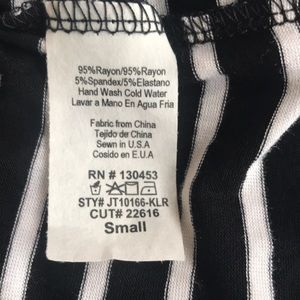 95%Rayon/95%Rayon
5%Spandex/5%Elastano
Hand Wash Cold Water
Lavar a Mano En Agua Fria
Fabric from China
Tejido de China
Sewn in U.S.A
Cosido en E.U.A
RN # 130453
STY# JT10166-KLR
CUT# 22616
Small